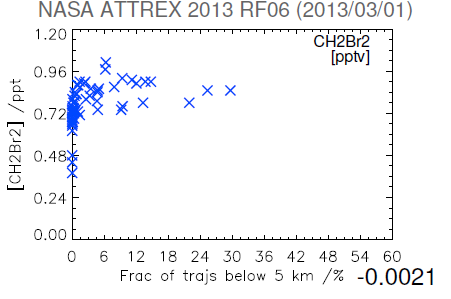 NASA ATTREX 2013 RF06 (2013/03/01)
CH2Br2
[pptv]
1.20
0.96
0.72
0.48
0.24
0.00
[CH2Br2] /ppt
0 6 12 18 24 30 36 42 48 54 60
Frac of trajs below 5 km /%
-0.0021